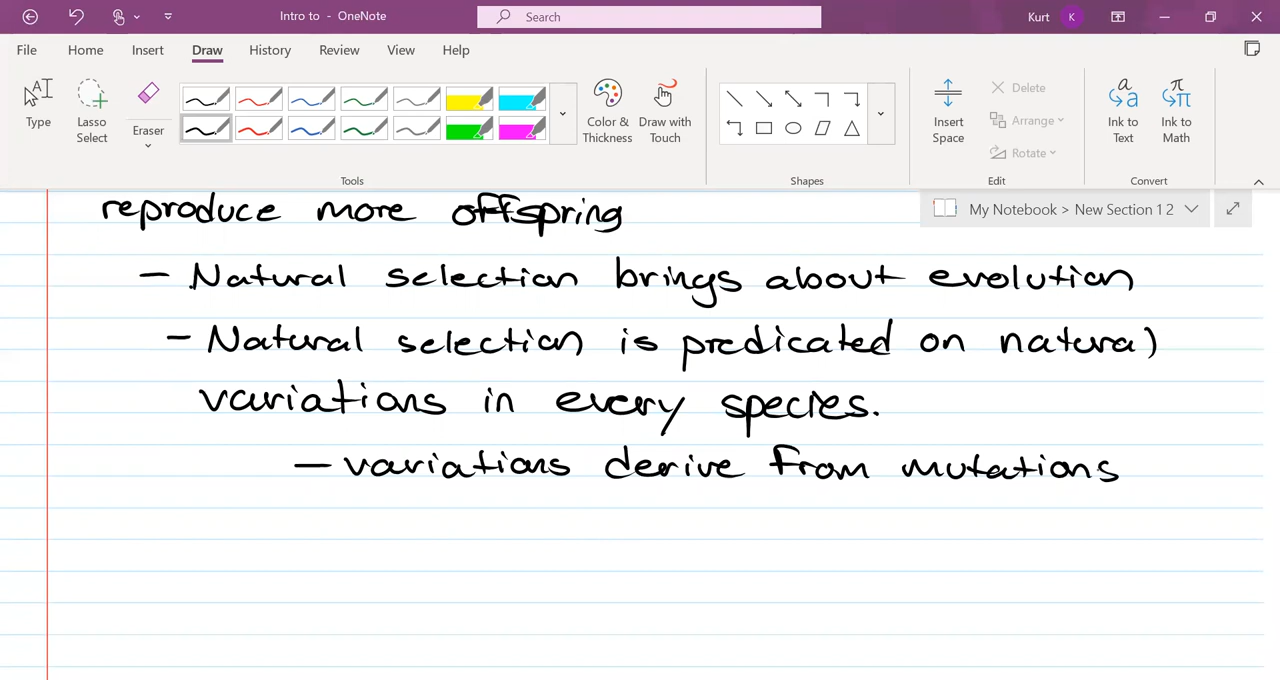 Intro to - OneNote
Search
Kurt K
File Home Insert Draw History Review View Help
Type
Lasso Select
Eraser
Color & Thickness
Draw with Touch
Insert Space
Delete
Arrange
Rotate
a a Ink to Text
π π Ink to Math
Tools Shapes Edit Convert
My Notebook > New Section 1 2
reproduce more offspring
- Natural selection brings about evolution
- Natural selection is predicated on natural
variations in every species.
- variations derive from mutations